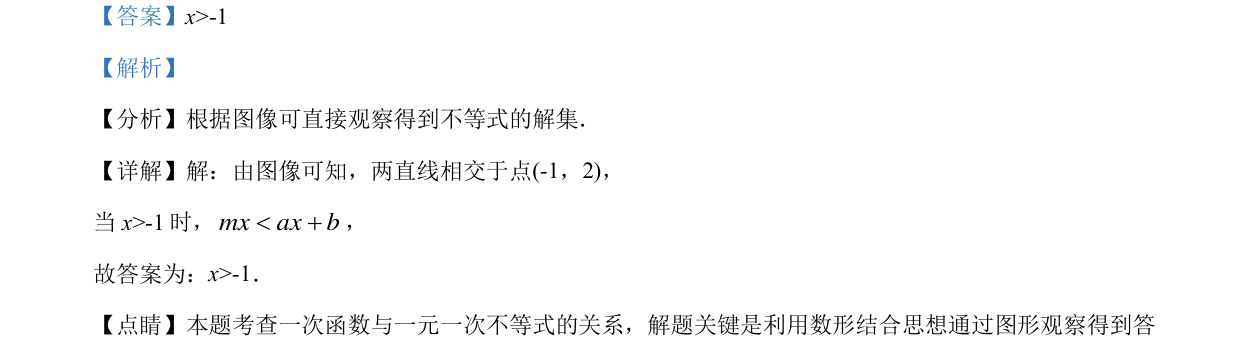 【答案】x>-1
【解析】
【分析】根据图像可直接观察得到不等式的解集．
【详解】解：由图像可知，两直线相交于点(-1，2)，
当 x>-1 时，mx < ax + b，
故答案为：x>-1．
【点睛】本题考查一次函数与一元一次不等式的关系，解题关键是利用数形结合思想通过图形观察得到答